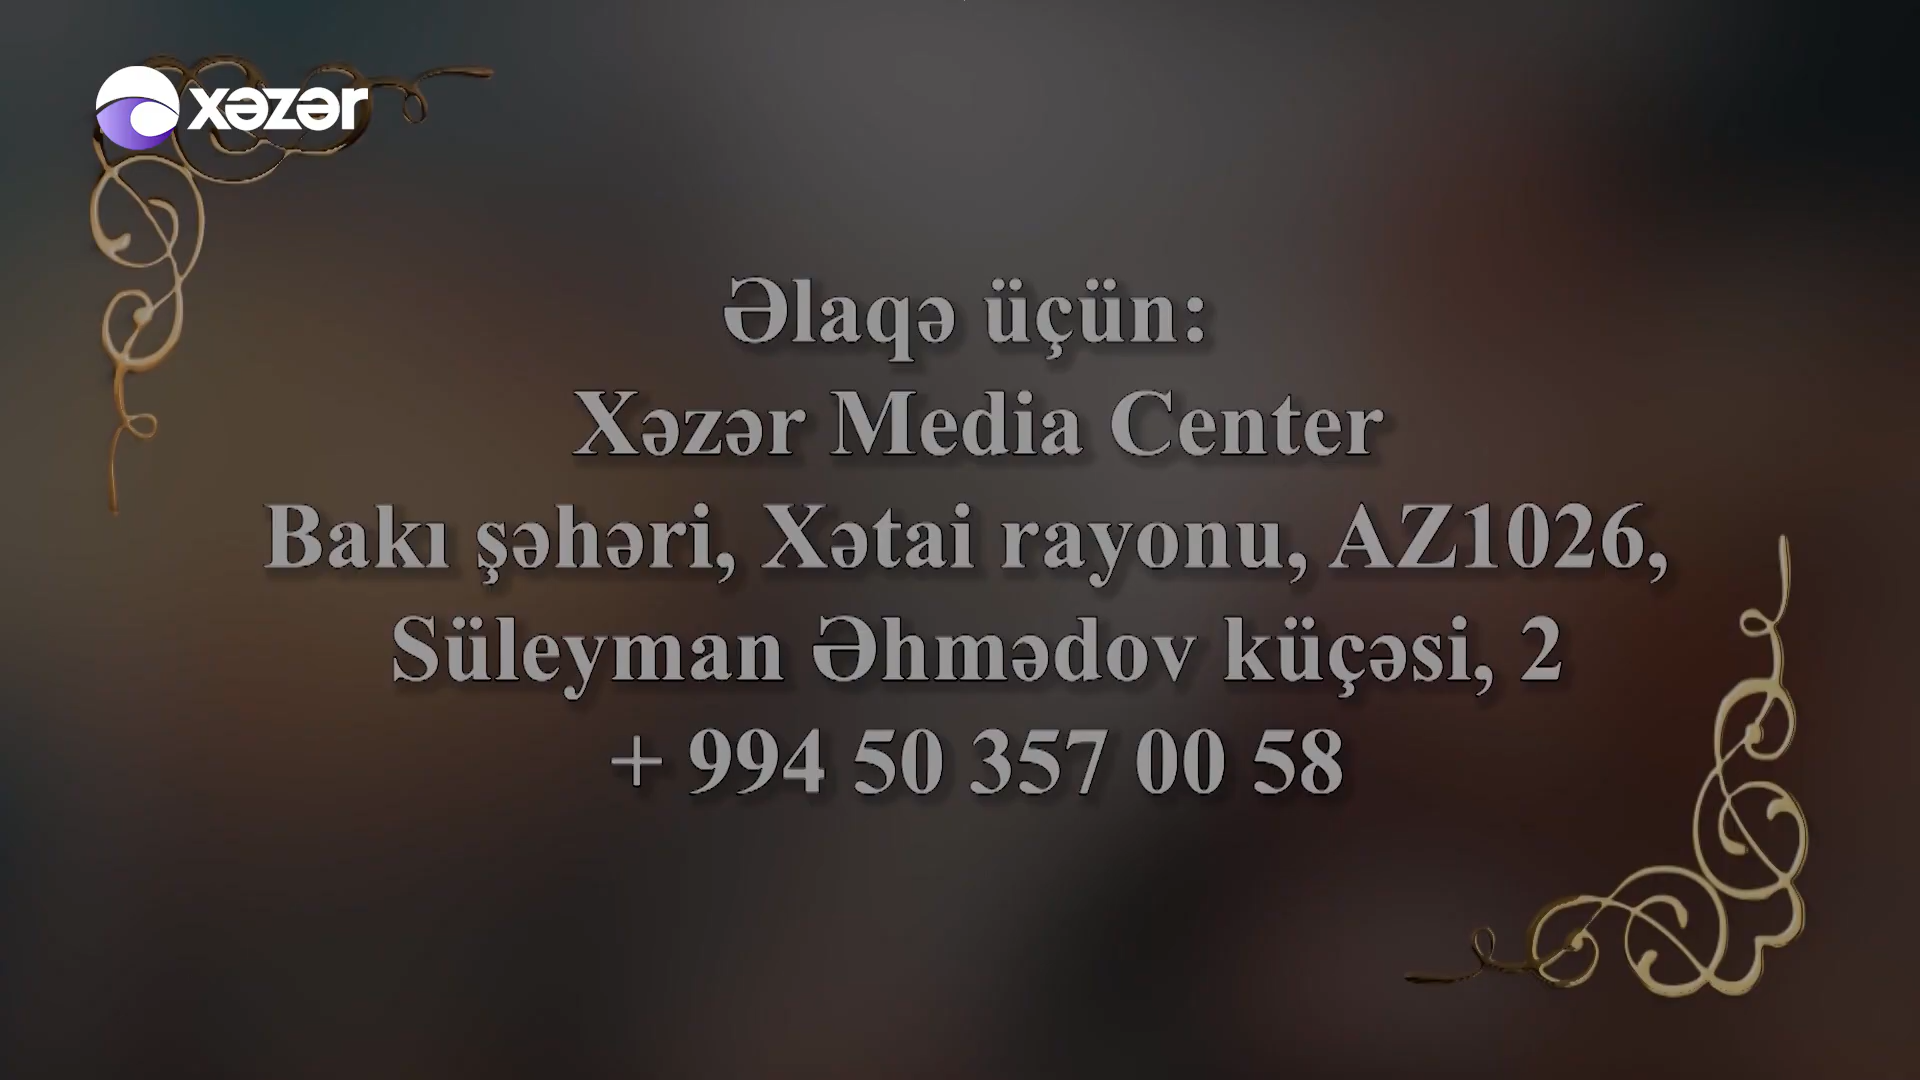 xəzər
Əlaqə üçün:
Xəzər Media Center
Bakı şəhəri, Xətai rayonu, AZ1026,
Süleyman Əhmədov küçəsi, 2
+ 994 50 357 00 58